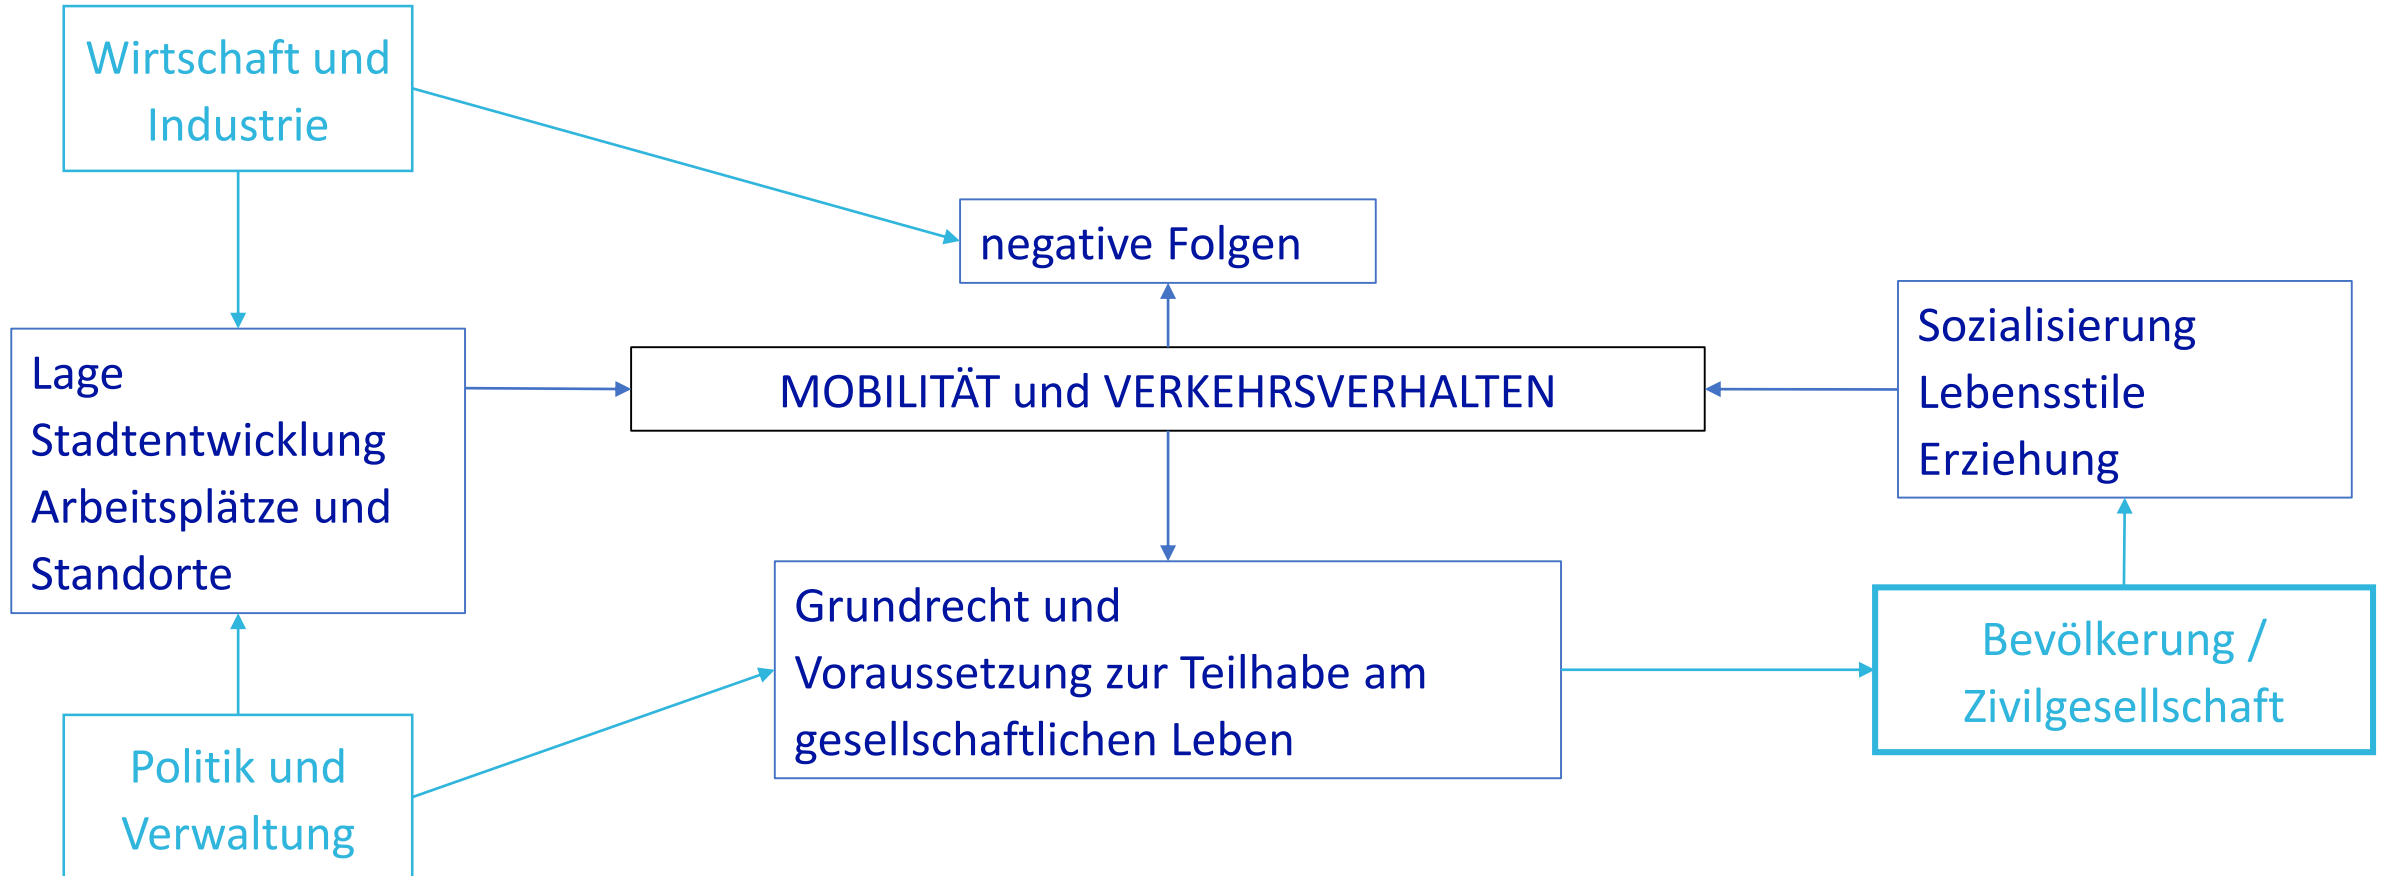 Wirtschaft und
Industrie
negative Folgen
Lage
Stadtentwicklung
Arbeitsplätze und
Standorte
MOBILITÄT und VERKEHRSVERHALTEN
Sozialisierung
Lebensstile
Erziehung
Grundrecht und
Voraussetzung zur Teilhabe am
gesellschaftlichen Leben
Bevölkerung /
Zivilgesellschaft
Politik und
Verwaltung